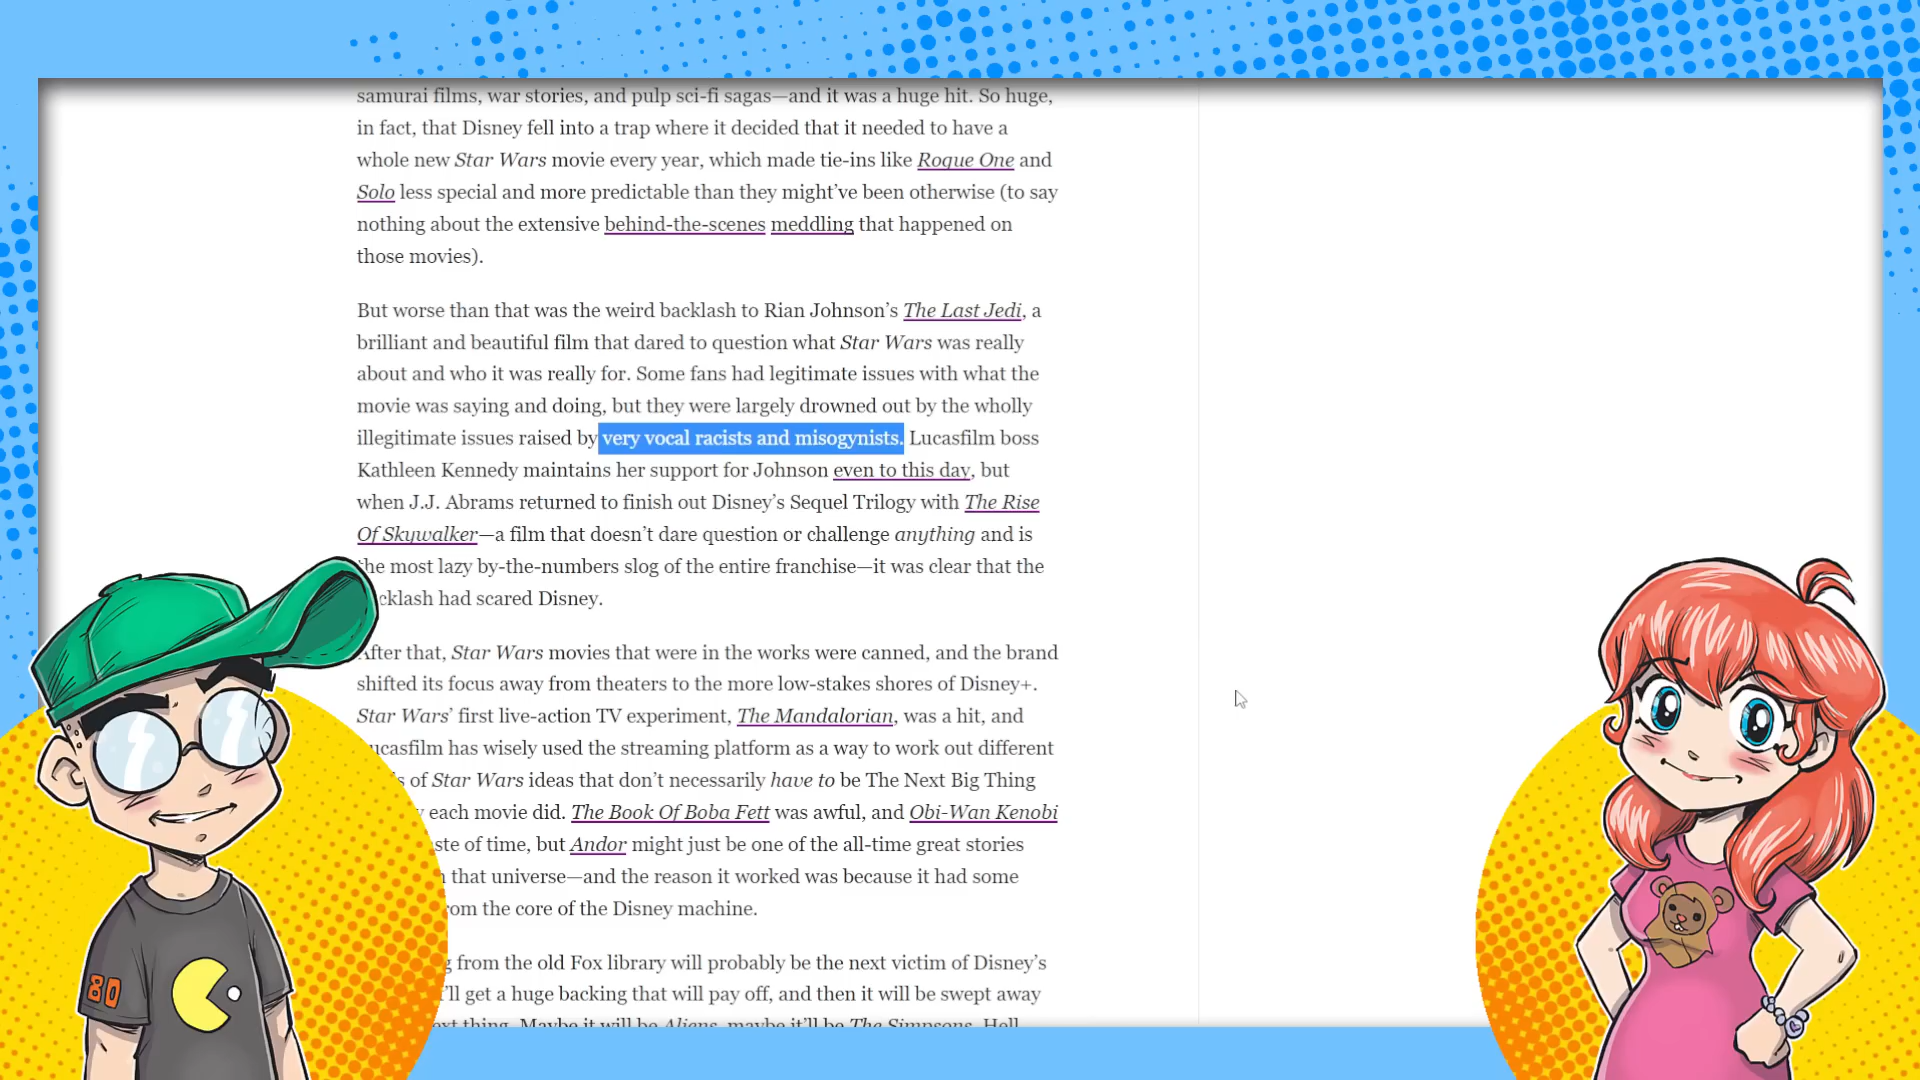 samurai films, war stories, and pulp sci-fi sagas—and it was a huge hit. So huge,
in fact, that Disney fell into a trap where it decided that it needed to have a
whole new Star Wars movie every year, which made tie-ins like Rogue One and
Solo less special and more predictable than they might’ve been otherwise (to say
nothing about the extensive behind-the-scenes meddling that happened on
those movies).
But worse than that was the weird backlash to Rian Johnson’s The Last Jedi, a
brilliant and beautiful film that dared to question what Star Wars was really
about and who it was really for. Some fans had legitimate issues with what the
movie was saying and doing, but they were largely drowned out by the wholly
illegitimate issues raised by very vocal racists and misogynists. Lucasfilm boss
Kathleen Kennedy maintains her support for Johnson even to this day, but
when J.J. Abrams returned to finish out Disney’s Sequel Trilogy with The Rise
Of Skywalker—a film that doesn’t dare question or challenge anything and is
the most lazy by-the-numbers slog of the entire franchise—it was clear that the
cklash had scared Disney.
After that, Star Wars movies that were in the works were canned, and the brand
shifted its focus away from theaters to the more low-stakes shores of Disney+.
Star Wars’ first live-action TV experiment, The Mandalorian, was a hit, and
ucasfilm has wisely used the streaming platform as a way to work out different
s of Star Wars ideas that don’t necessarily have to be The Next Big Thing
each movie did. The Book Of Boba Fett was awful, and Obi-Wan Kenobi
ste of time, but Andor might just be one of the all-time great stories
that universe—and the reason it worked was because it had some
om the core of the Disney machine.
g from the old Fox library will probably be the next victim of Disney’s
’ll get a huge backing that will pay off, and then it will be swept away
ext thing. Maybe it will be Aliens, maybe it’ll be The Simpsons. Hell,
80